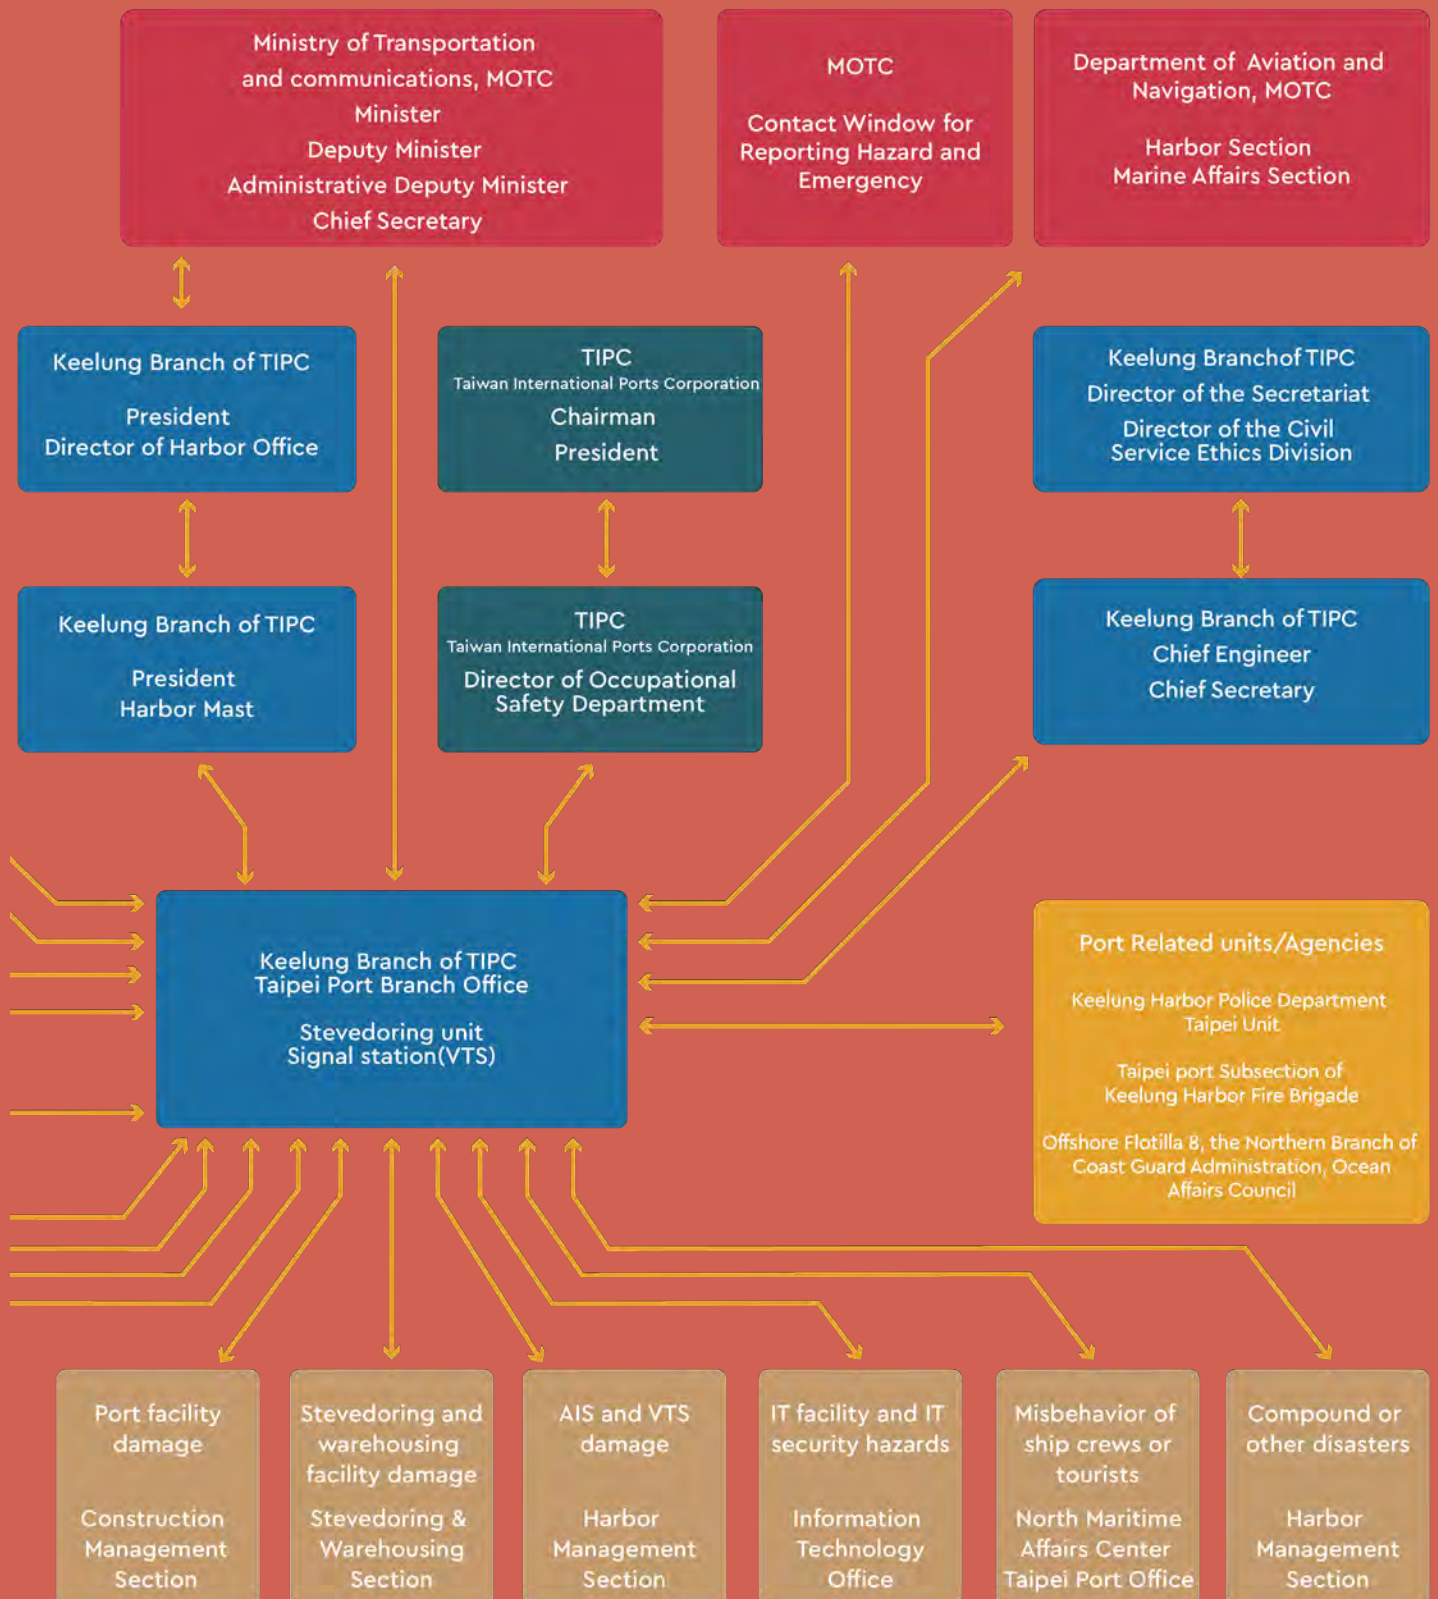 Ministry of Transportation
and communications, MOTC
Minister
Deputy Minister
Administrative Deputy Minister
Chief Secretary
MOTC
Contact Window for
Reporting Hazard and
Emergency
Department of Aviation and
Navigation, MOTC
Harbor Section
Marine Affairs Section
Keelung Branch of TIPC
President
Director of Harbor Office
TIPC
Taiwan International Ports Corporation
Chairman
President
Keelung Branchof TIPC
Director of the Secretariat
Director of the Civil
Service Ethics Division
Keelung Branch of TIPC
President
Harbor Mast
TIPC
Taiwan International Ports Corporation
Director of Occupational
Safety Department
Keelung Branch of TIPC
Chief Engineer
Chief Secretary
Keelung Branch of TIPC
Taipei Port Branch Office
Stevedoring unit
Signal station(VTS)
Port Related units/Agencies
Keelung Harbor Police Department
Taipei Unit
Taipei port Subsection of
Keelung Harbor Fire Brigade
Offshore Flotilla 8, the Northern Branch of
Coast Guard Administration, Ocean
Affairs Council
Port facility
damage
Construction
Management
Section
Stevedoring and
warehousing
facility damage
Stevedoring &
Warehousing
Section
AIS and VTS
damage
Harbor
Management
Section
IT facility and IT
security hazards
Information
Technology
Office
Misbehavior of
ship crews or
tourists
North Maritime
Affairs Center
Taipei Port Office
Compound or
other disasters
Harbor
Management
Section